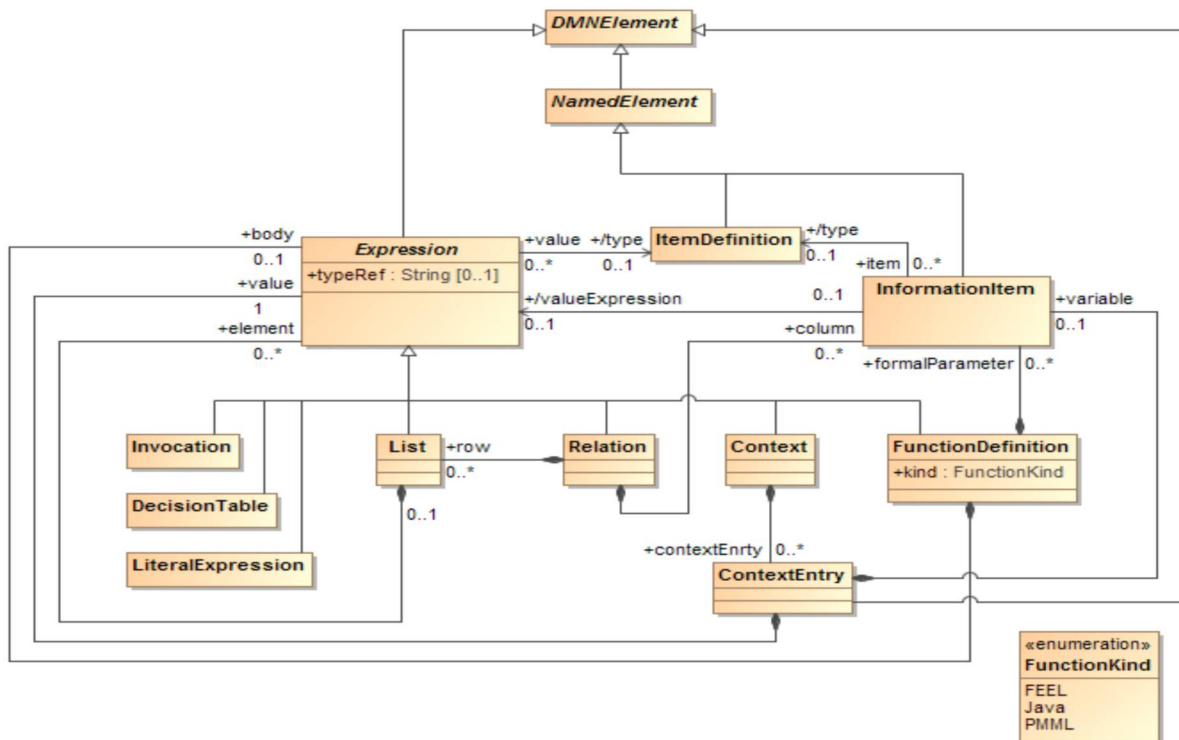 DMNElement
NamedElement
+body
0..1
+value
1
+element
0..*
Expression
+typeRef : String [0..1]
+value
0..*
+/type
0..1
ItemDefinition
+/type
0..1
+item
0..*
+/valueExpression
0..1
0..1
InformationItem
+variable
0..1
+column
0..*
+formalParameter
0..*
Invocation
DecisionTable
LiteralExpression
List
0..1
+row
0..*
Relation
Context
FunctionDefinition
+kind : FunctionKind
+contextEnrty
0..*
ContextEntry
«enumeration»
FunctionKind
FEEL
Java
PMML